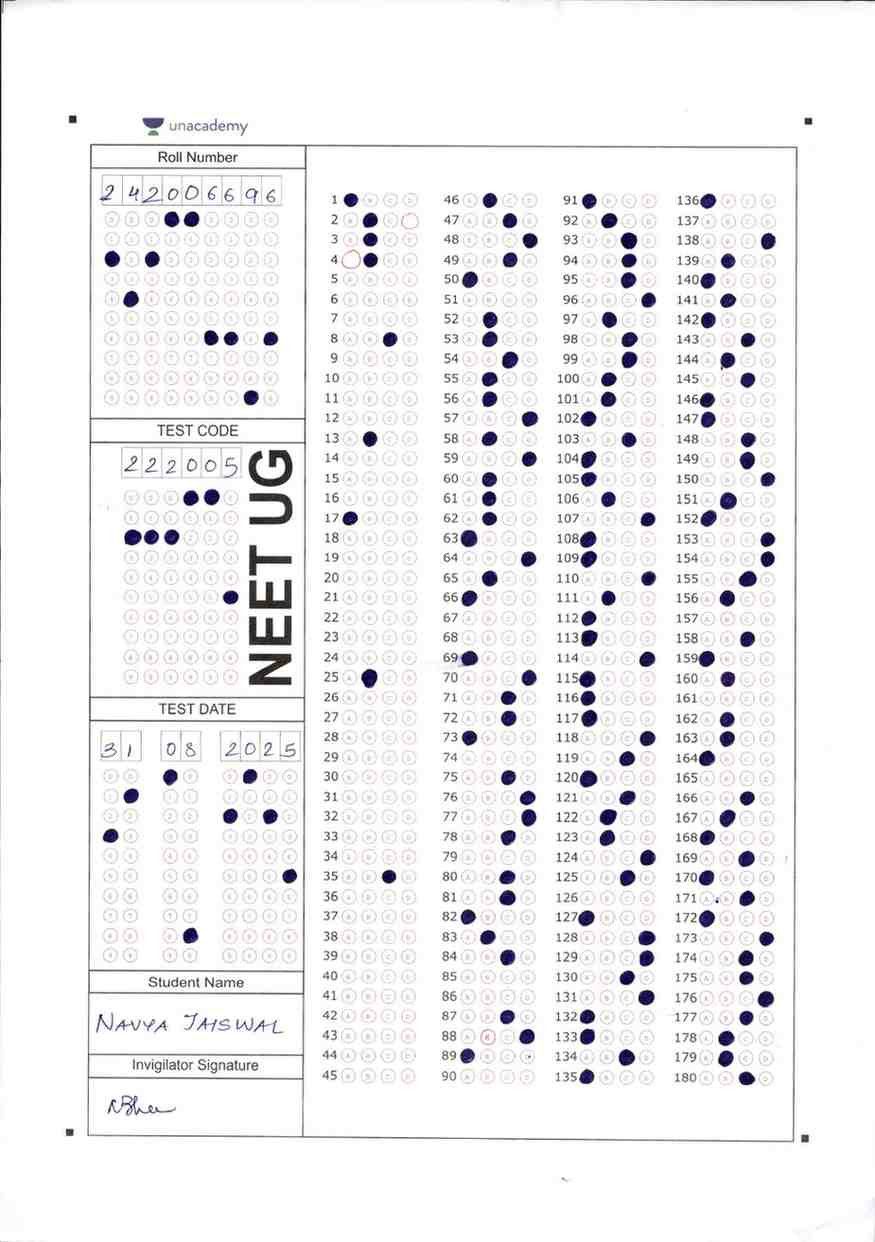 unacademy
Roll Number
2 4 2 0 0 6 6 9 6
TEST CODE
2 2 2 0 0 5
NEET UG
TEST DATE
3 1 0 8 2 0 2 5
Student Name
NAVYA JAISWAL
Invigilator Signature
1 46 91 136
2 47 92 137
3 48 93 138
4 49 94 139
5 50 95 140
6 51 96 141
7 52 97 142
8 53 98 143
9 54 99 144
10 55 100 145
11 56 101 146
12 57 102 147
13 58 103 148
14 59 104 149
15 60 105 150
16 61 106 151
17 62 107 152
18 63 108 153
19 64 109 154
20 65 110 155
21 66 111 156
22 67 112 157
23 68 113 158
24 69 114 159
25 70 115 160
26 71 116 161
27 72 117 162
28 73 118 163
29 74 119 164
30 75 120 165
31 76 121 166
32 77 122 167
33 78 123 168
34 79 124 169
35 80 125 170
36 81 126 171
37 82 127 172
38 83 128 173
39 84 129 174
40 85 130 175
41 86 131 176
42 87 132 177
43 88 133 178
44 89 134 179
45 90 135 180